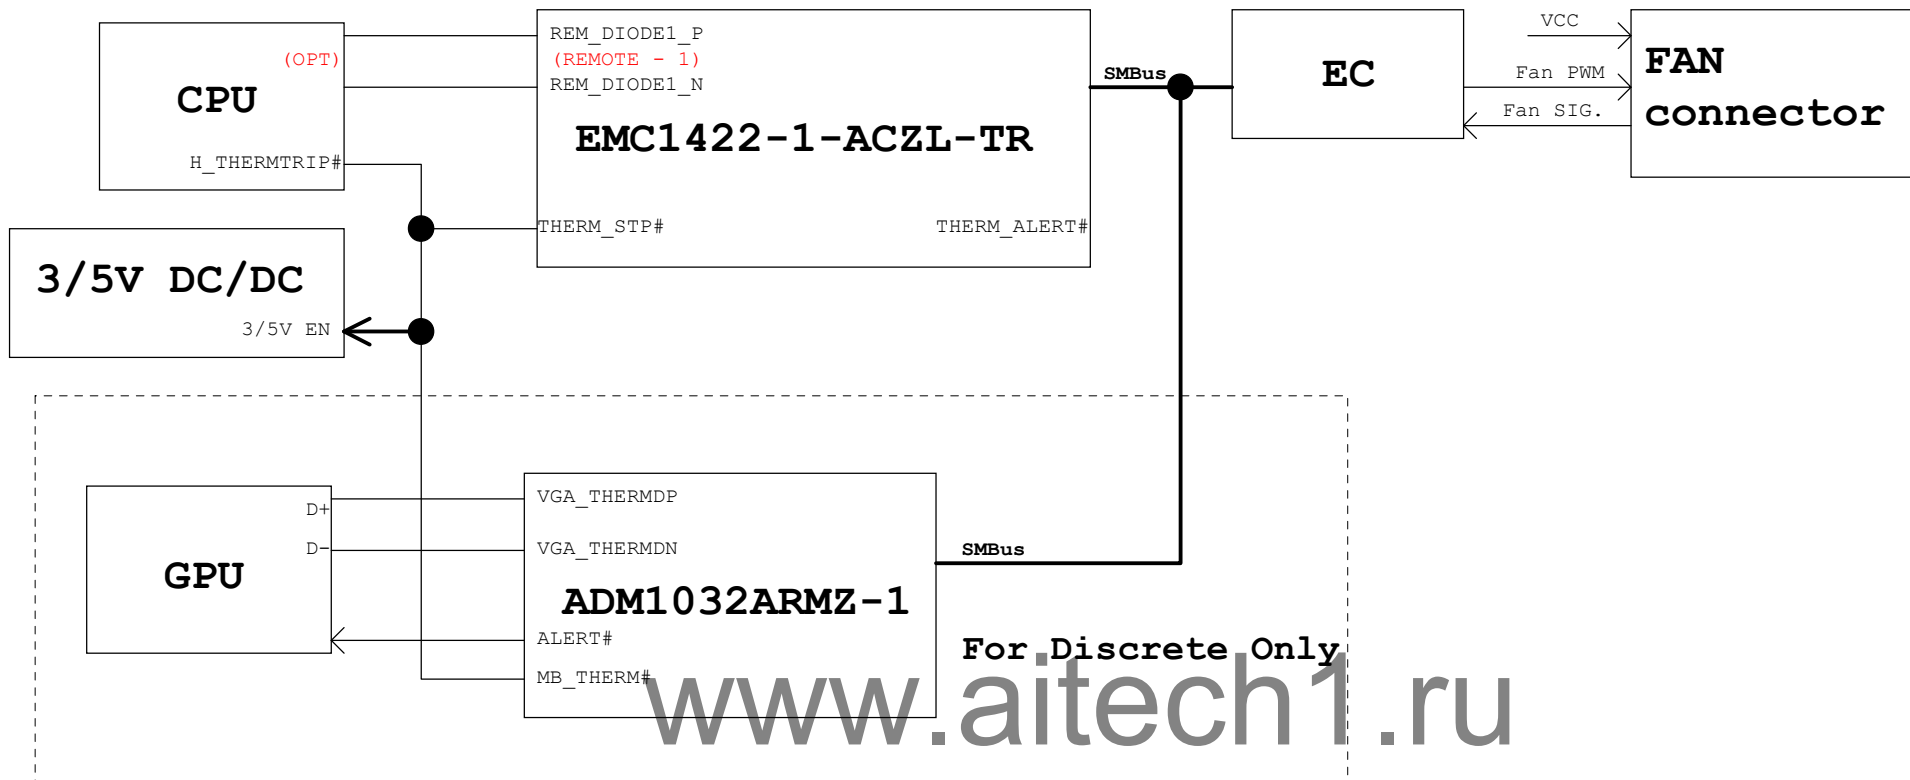 CPU
(OPT)
H_THERMTRIP#
REM_DIODE1_P
(REMOTE - 1)
REM_DIODE1_N
EMC1422-1-ACZL-TR
THERM_STP#
THERM_ALERT#
SMBus
EC
VCC
Fan PWM
Fan SIG.
FAN
connector
3/5V DC/DC
3/5V EN
GPU
D+
D-
VGA_THERMDP
VGA_THERMDN
ADM1032ARMZ-1
ALERT#
MB_THERM#
SMBus
For Discrete Only
www.aitech1.ru